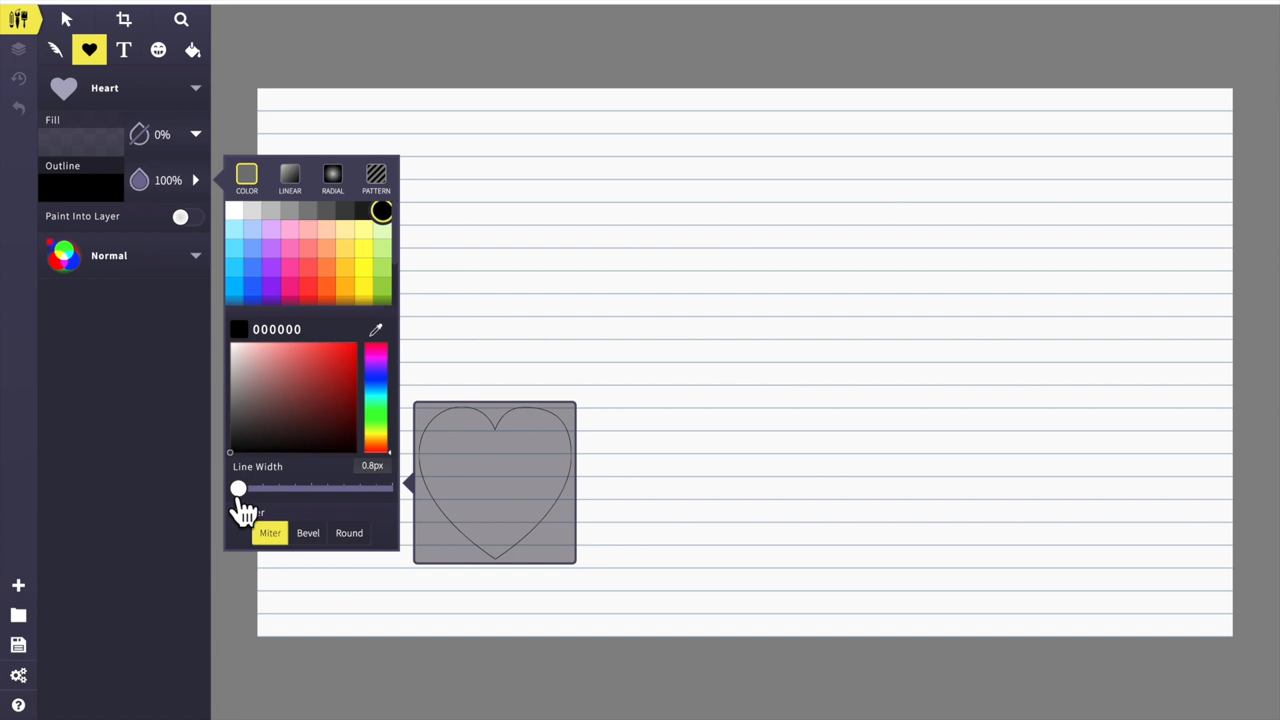 T
Heart
Fill
0%
Outline
100%
COLOR LINEAR RADIAL PATTERN
Paint Into Layer
Normal
000000
Line Width 0.8px
Miter Bevel Round
+
?